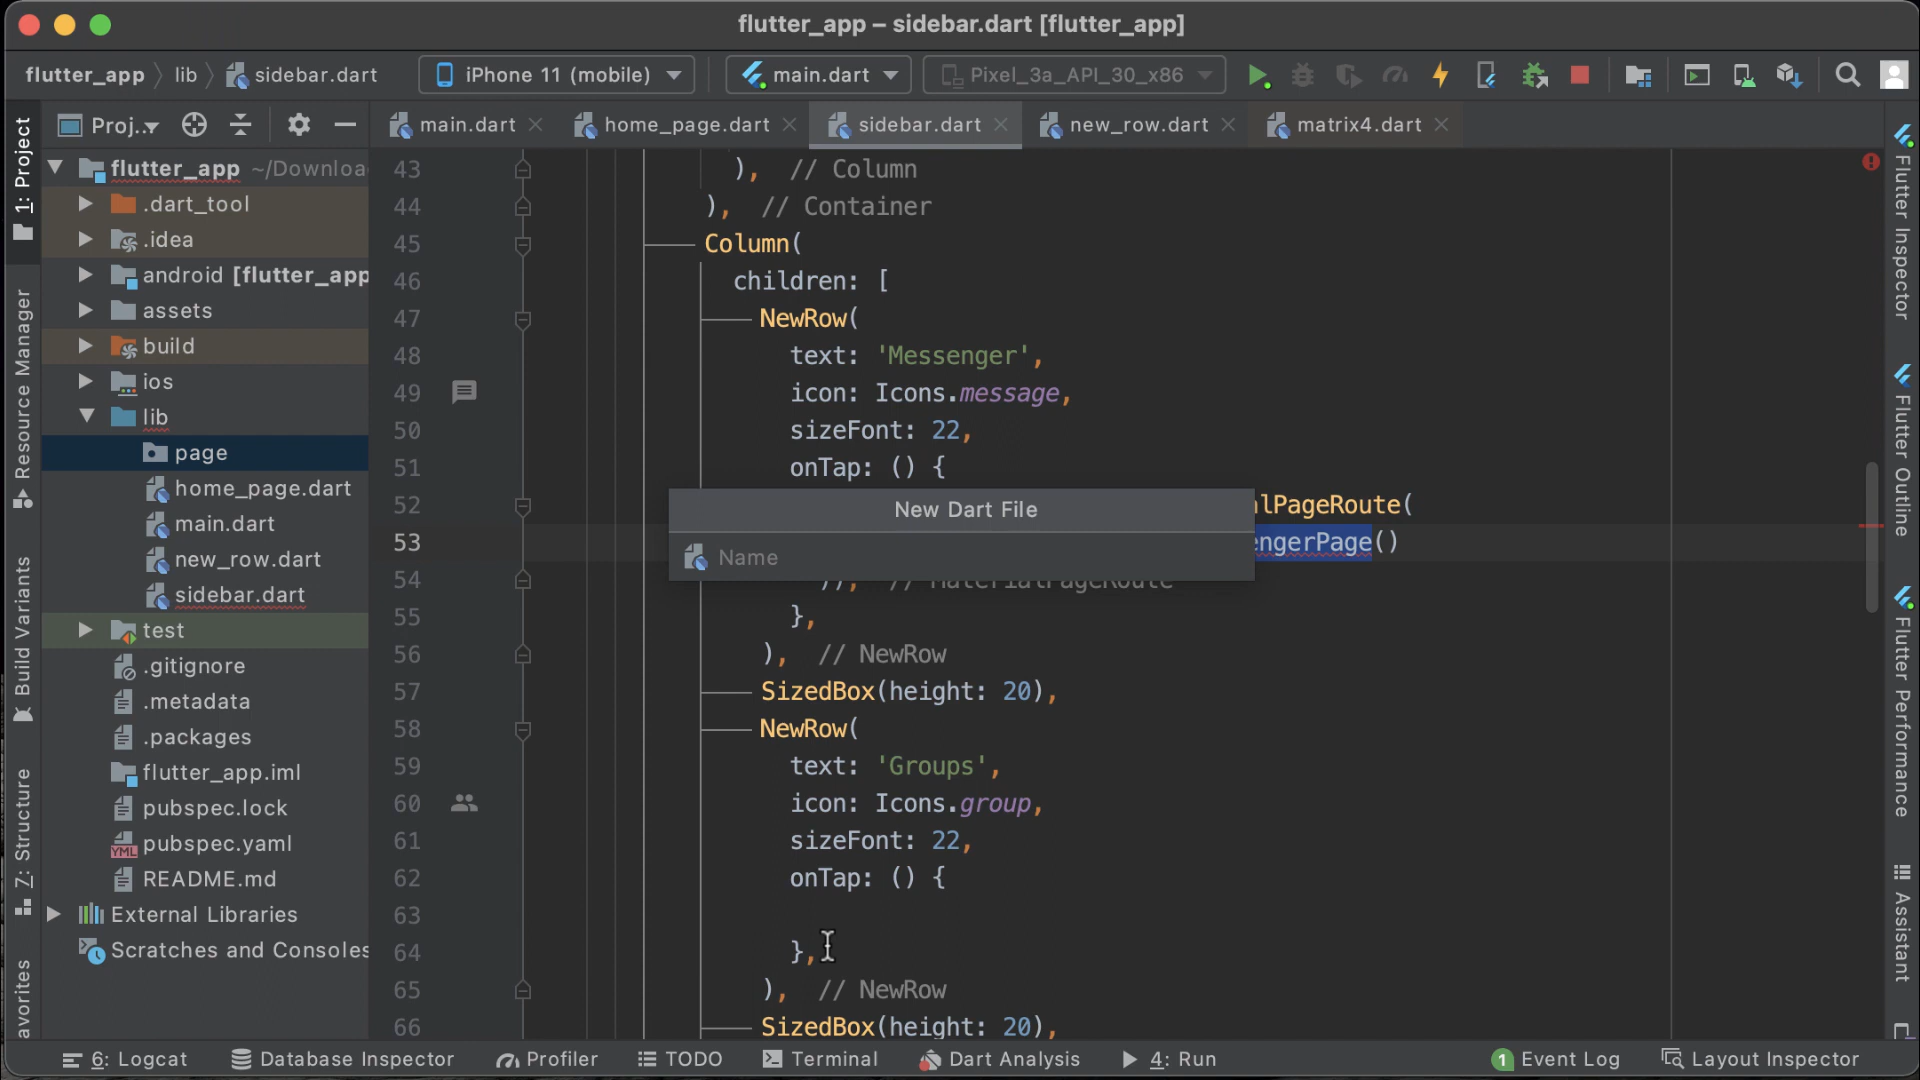 flutter_app – sidebar.dart [flutter_app]
flutter_app
lib
sidebar.dart
iPhone 11 (mobile)
main.dart
Pixel_3a_API_30_x86
Proj..
main.dart
home_page.dart
sidebar.dart
new_row.dart
matrix4.dart
1: Project
Resource Manager
Build Variants
Z: Structure
avorites
flutter_app ~/Downloa
.dart_tool
.idea
android [flutter_app
assets
build
ios
lib
page
home_page.dart
main.dart
new_row.dart
sidebar.dart
test
.gitignore
.metadata
.packages
flutter_app.iml
pubspec.lock
pubspec.yaml
README.md
External Libraries
Scratches and Consoles
43 ), // Column
44 ), // Container
45 Column(
46 children: [
47 NewRow(
48 text: 'Messenger',
49 icon: Icons.message,
50 sizeFont: 22,
51 onTap: () {
52 lPageRoute(
53 engerPage()
54 )), // MaterialPageRoute
55 },
56 ), // NewRow
57 SizedBox(height: 20),
58 NewRow(
59 text: 'Groups',
60 icon: Icons.group,
61 sizeFont: 22,
62 onTap: () {
63
64 },
65 ), // NewRow
66 SizedBox(height: 20),
New Dart File
Name
Flutter Inspector
Flutter Outline
Flutter Performance
Assistant
6: Logcat
Database Inspector
Profiler
TODO
Terminal
Dart Analysis
4: Run
1 Event Log
Layout Inspector